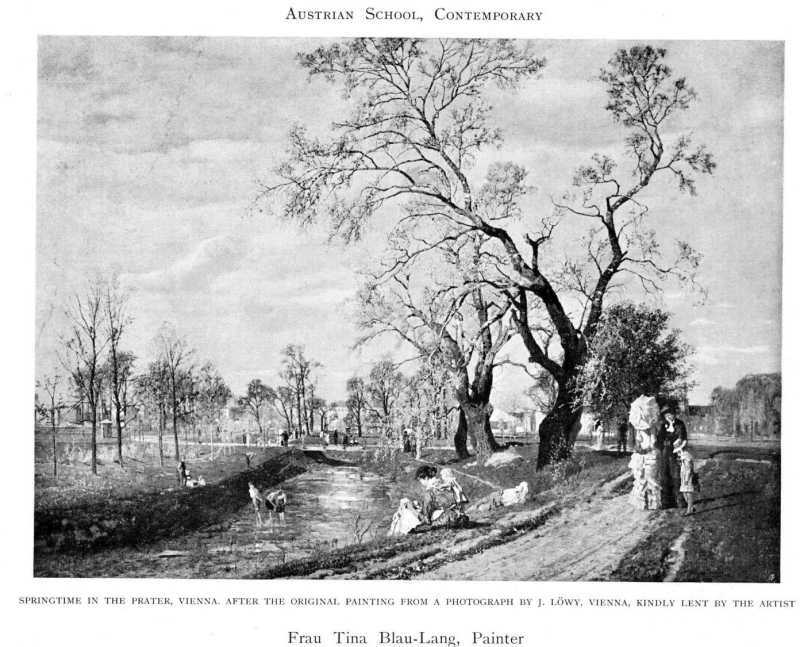 Austrian School, Contemporary
SPRINGTIME IN THE PRATER, VIENNA. AFTER THE ORIGINAL PAINTING FROM A PHOTOGRAPH BY J. LÖWY, VIENNA, KINDLY LENT BY THE ARTIST
Frau Tina Blau-Lang, Painter